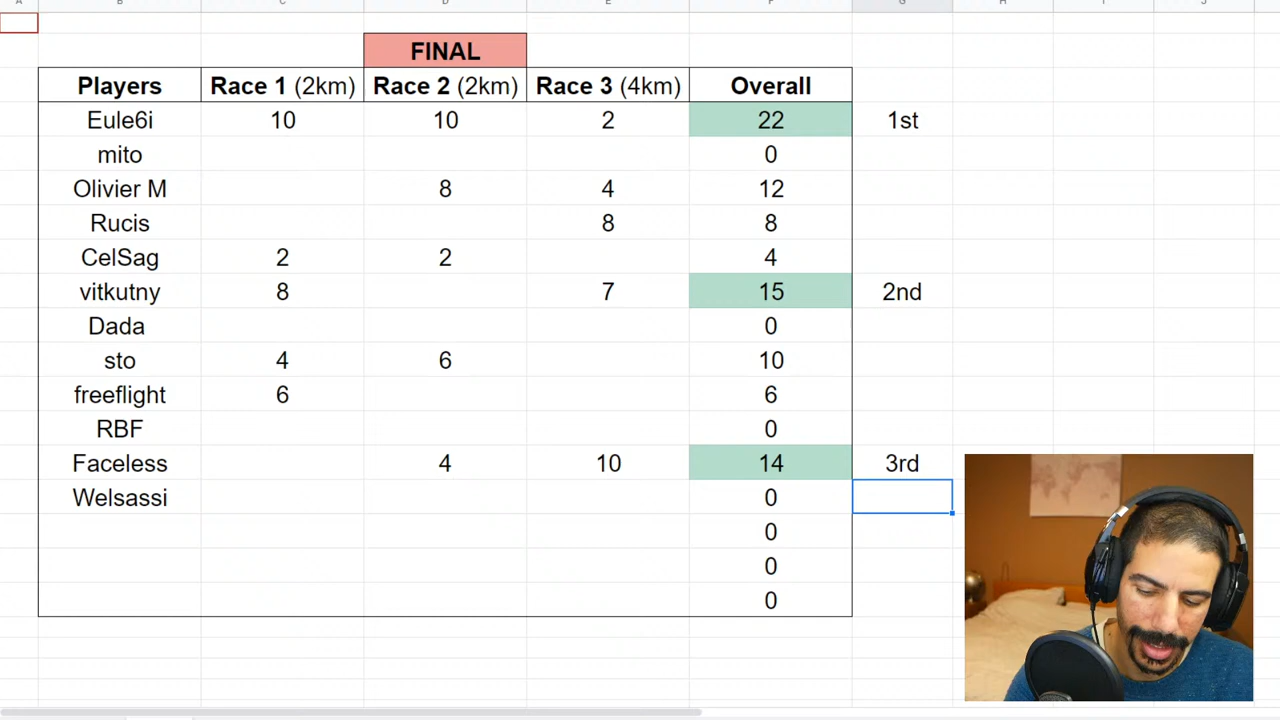 FINAL
Players Race 1 (2km) Race 2 (2km) Race 3 (4km) Overall
Eule6i 10 10 2 22 1st
mito 0
Olivier M 8 4 12
Rucis 8 8
CelSag 2 2 4
vitkutny 8 7 15 2nd
Dada 0
sto 4 6 10
freeflight 6 6
RBF 0
Faceless 4 10 14 3rd
Welsassi 0
0
0
0